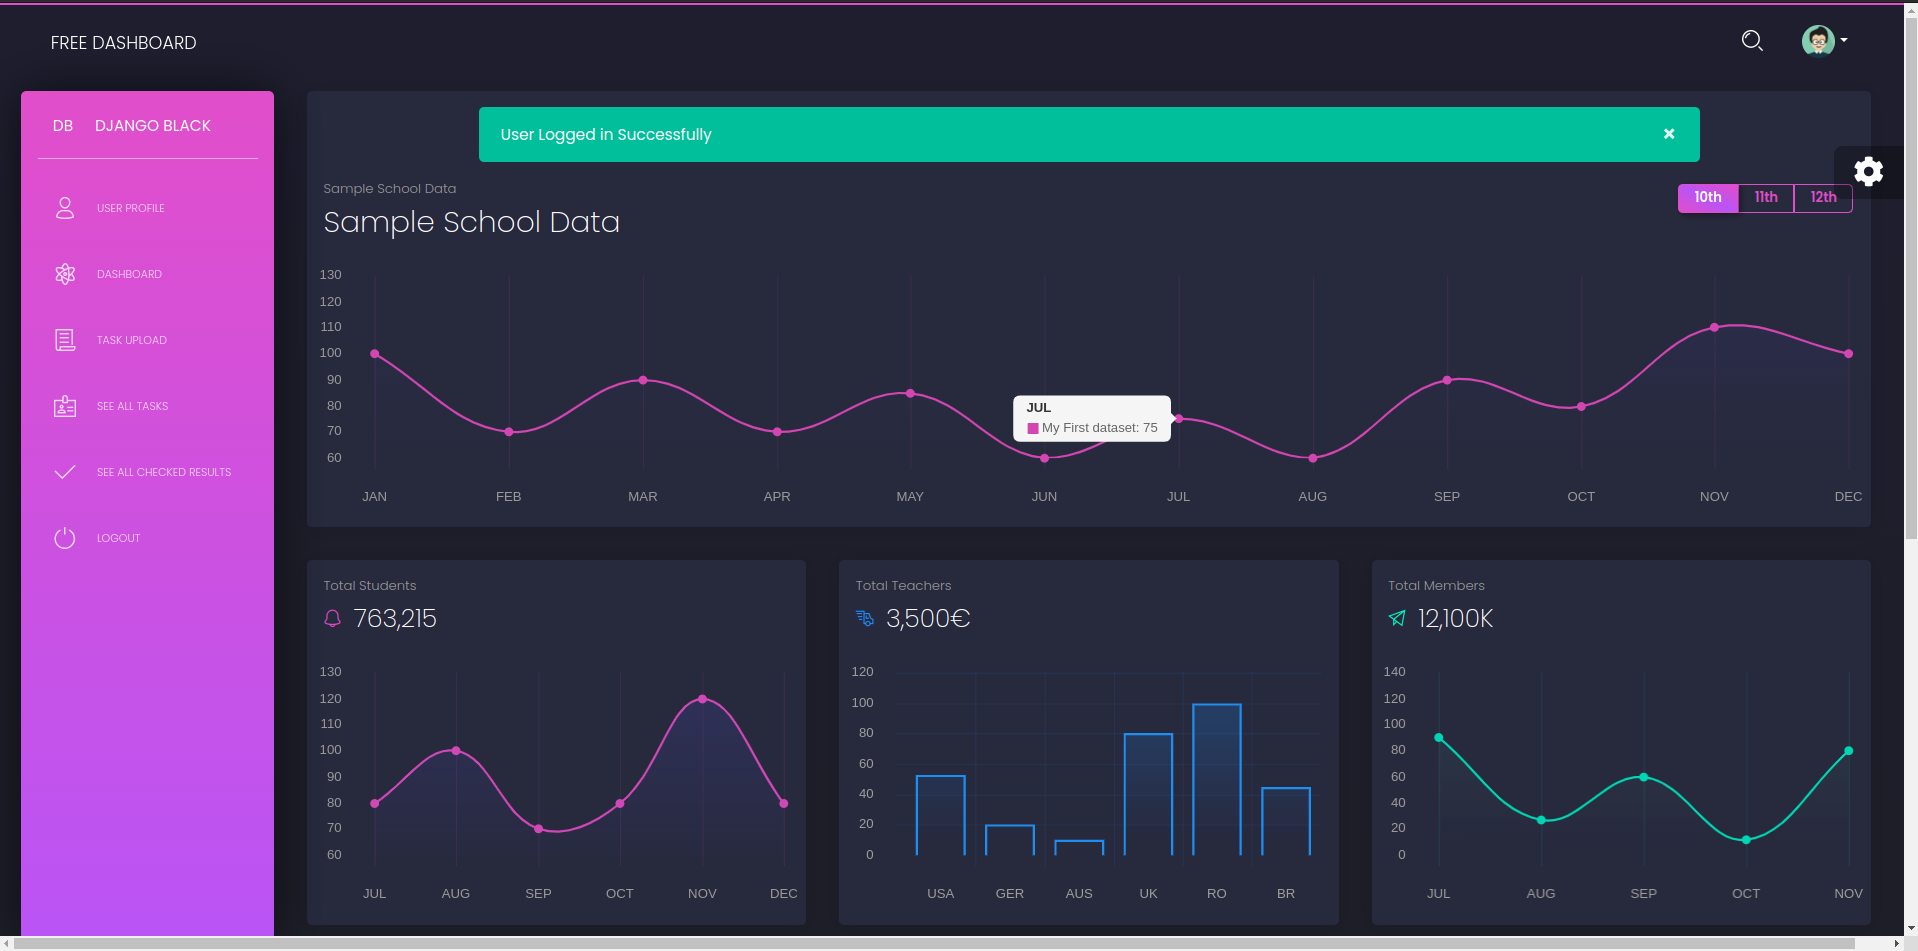 FREE DASHBOARD
DB DJANGO BLACK
USER PROFILE
DASHBOARD
TASK UPLOAD
SEE ALL TASKS
SEE ALL CHECKED RESULTS
LOGOUT
User Logged in Successfully ×
Sample School Data
Sample School Data
10th 11th 12th
130
120
110
100
90
80
70
60
JUL
My First dataset: 75
JAN FEB MAR APR MAY JUN JUL AUG SEP OCT NOV DEC
Total Students
763,215
130
120
110
100
90
80
70
60
JUL AUG SEP OCT NOV DEC
Total Teachers
3,500€
120
100
80
60
40
20
0
USA GER AUS UK RO BR
Total Members
12,100K
140
120
100
80
60
40
20
0
JUL AUG SEP OCT NOV